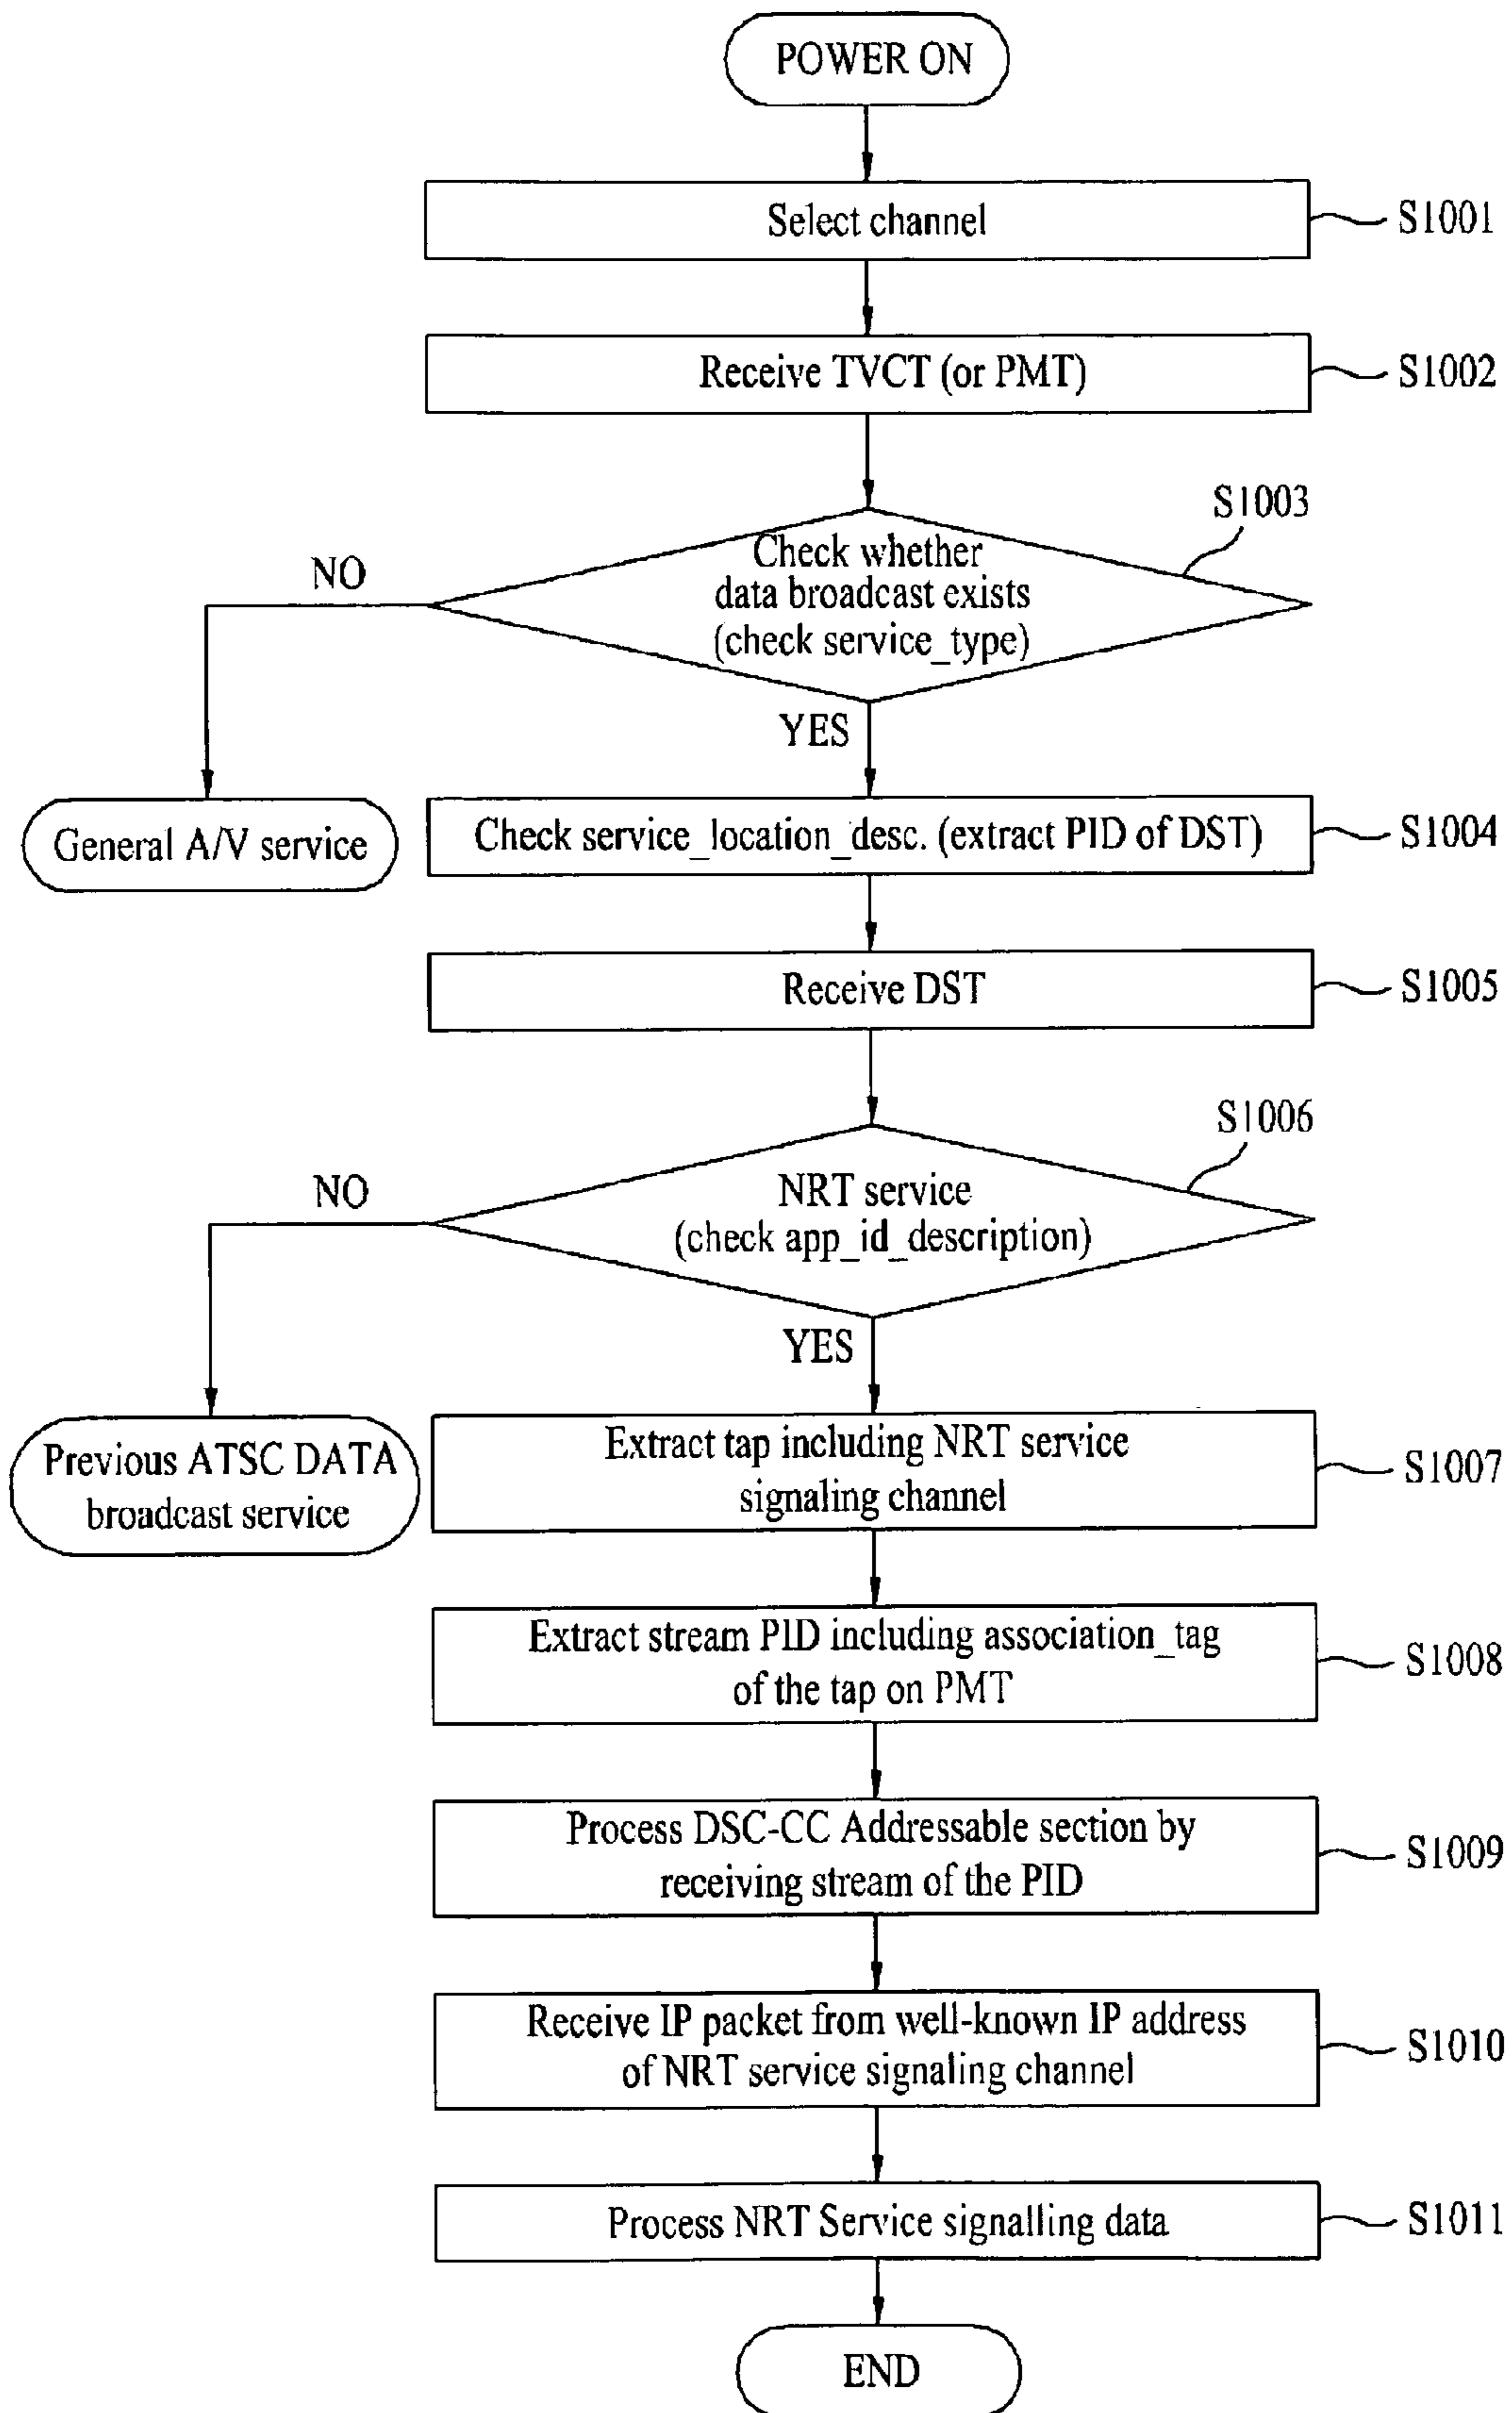 POWER ON
Select channel
S1001
Receive TVCT (or PMT)
S1002
S1003
Check whether
data broadcast exists
(check service_type)
NO
YES
General A/V service
Check service_location_desc. (extract PID of DST)
S1004
Receive DST
S1005
S1006
NRT service
(check app_id_description)
NO
YES
Previous ATSC DATA
broadcast service
Extract tap including NRT service
signaling channel
S1007
Extract stream PID including association_tag
of the tap on PMT
S1008
Process DSC-CC Addressable section by
receiving stream of the PID
S1009
Receive IP packet from well-known IP address
of NRT service signaling channel
S1010
Process NRT Service signalling data
S1011
END